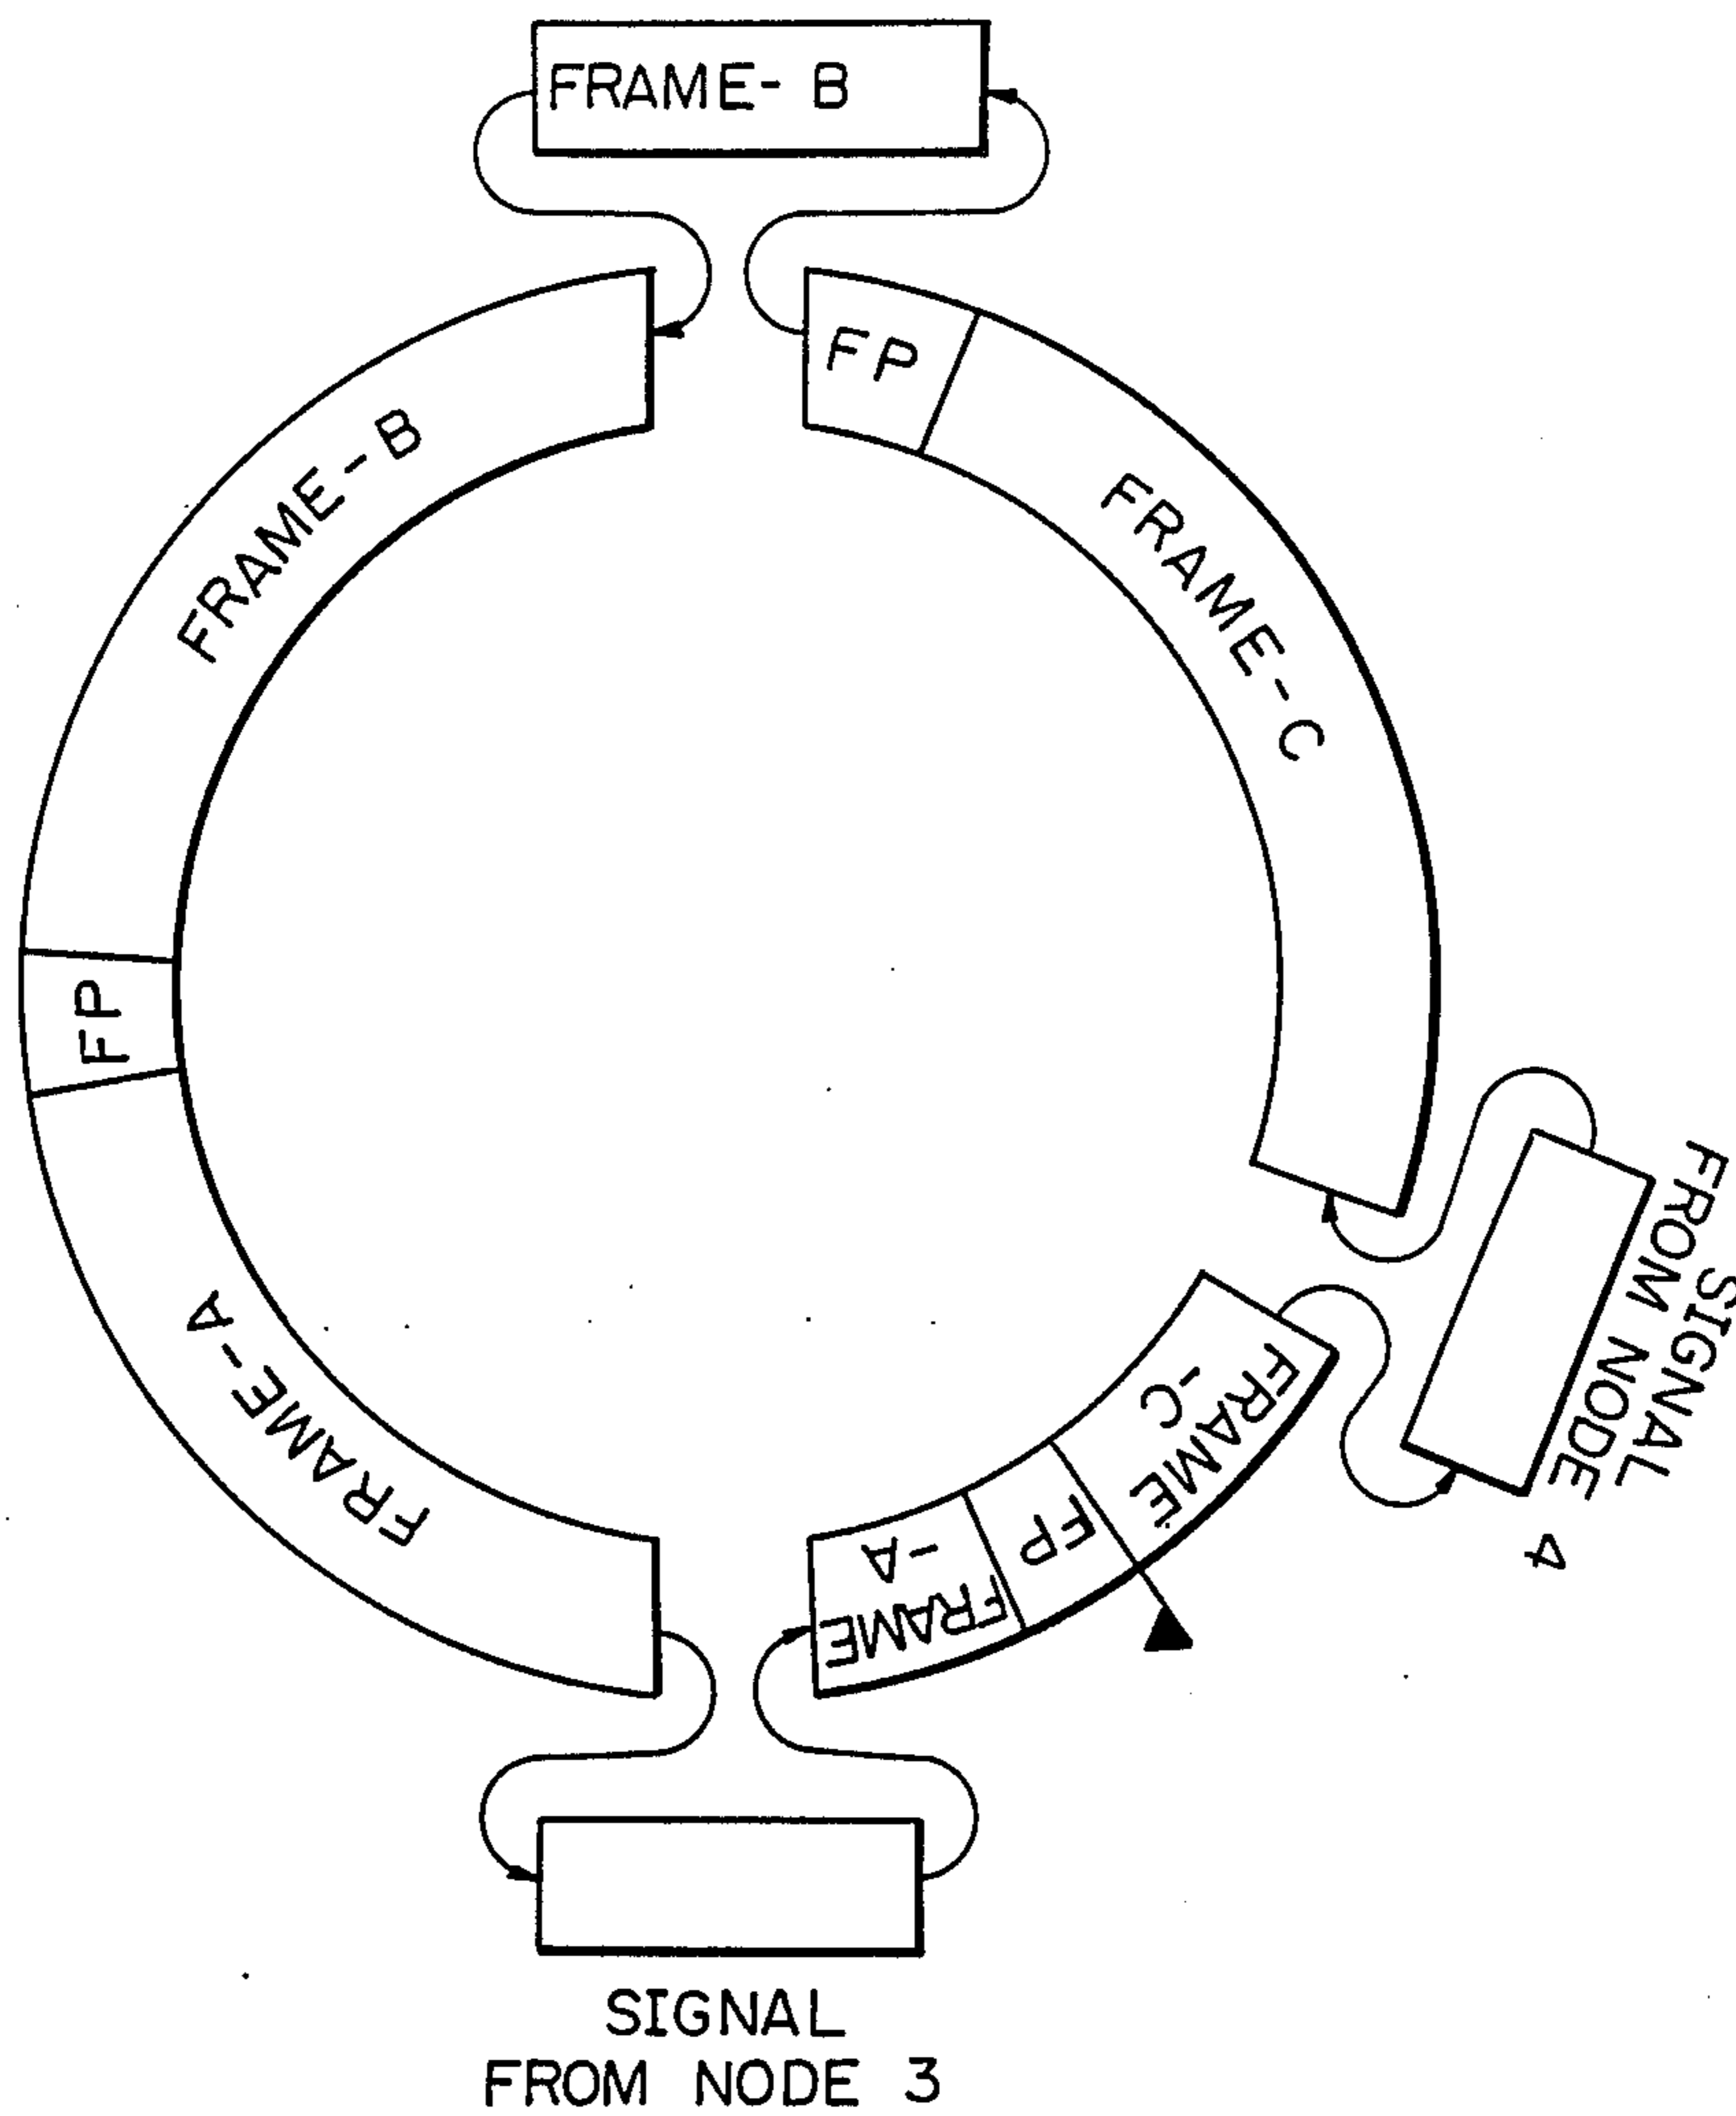 FRAME- B
FP
FRAME-C
FRAME-B
FP
FRAME-A
FRAME
-C
FP
FRAME
-A
SIGNAL
FROM NODE 4
SIGNAL
FROM NODE 3